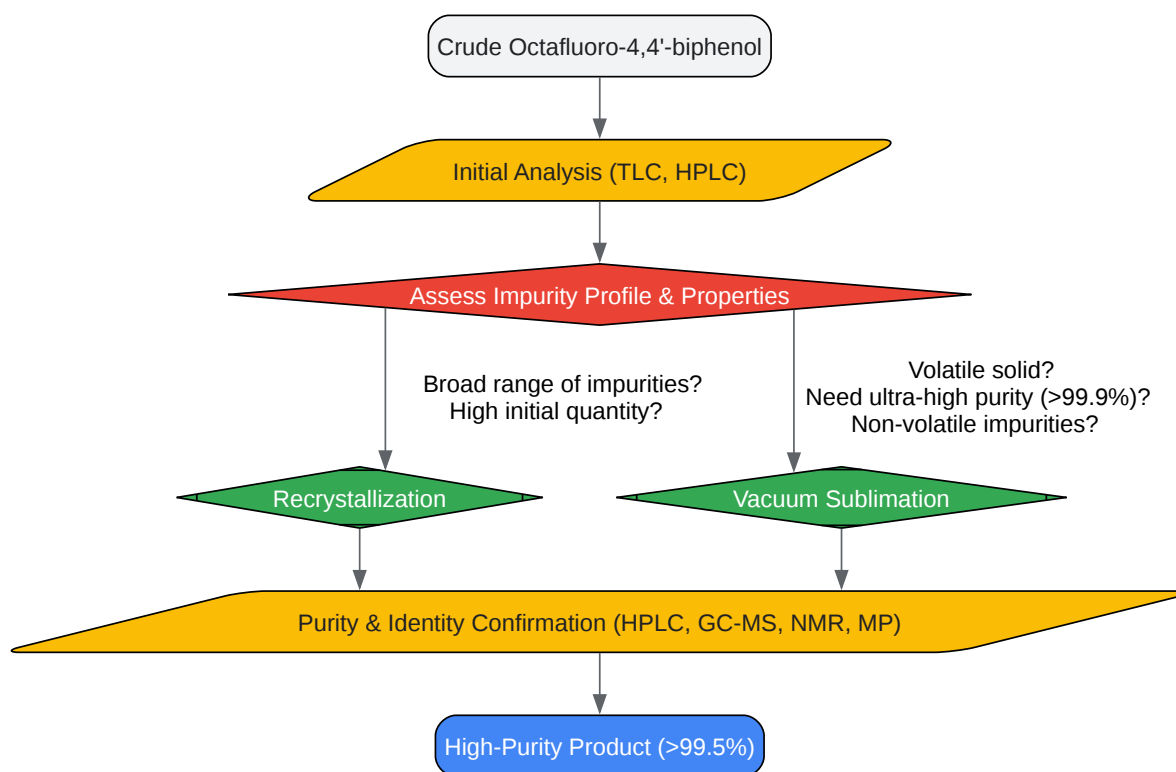 Crude Octafluoro-4,4'-biphenol
Initial Analysis (TLC, HPLC)
Assess Impurity Profile & Properties
Broad range of impurities?
High initial quantity?
Volatile solid?
Need ultra-high purity (>99.9%)?
Non-volatile impurities?
Recrystallization
Vacuum Sublimation
Purity & Identity Confirmation (HPLC, GC-MS, NMR, MP)
High-Purity Product (>99.5%)